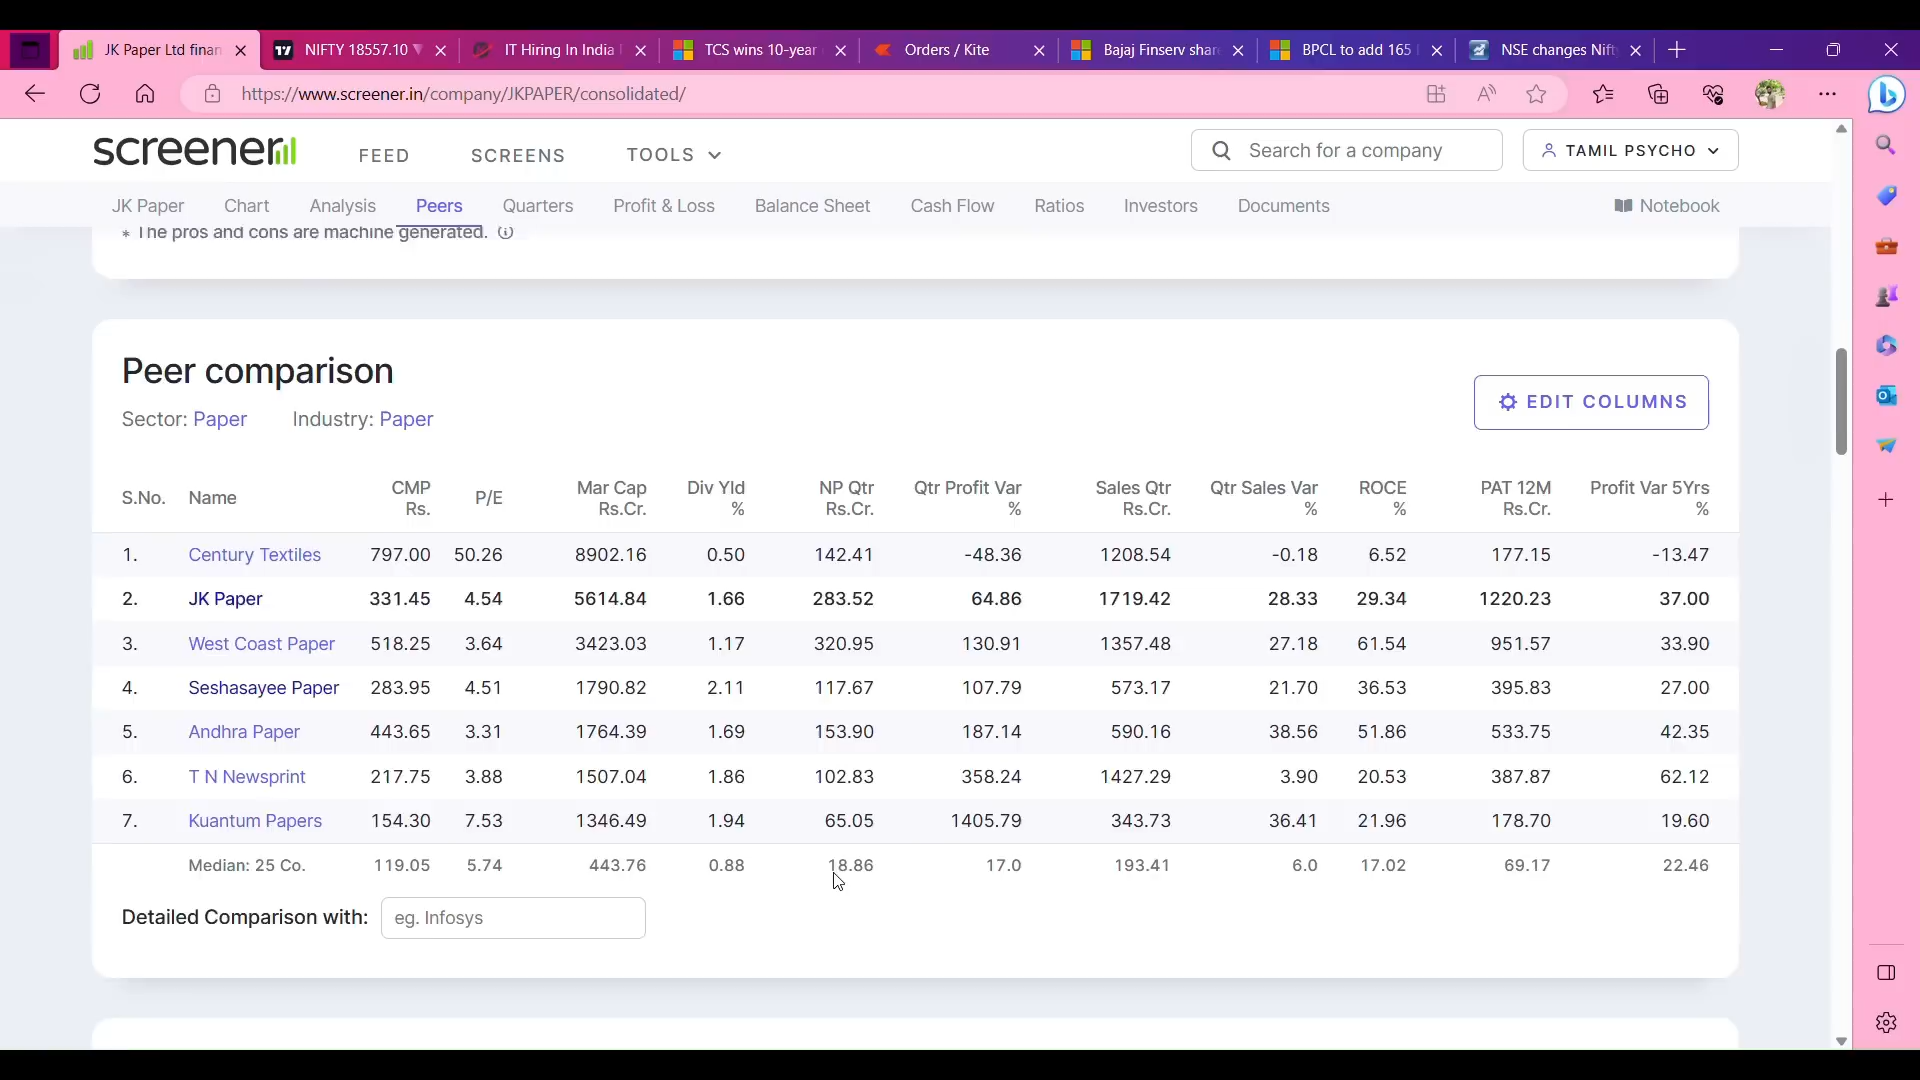 JK Paper Ltd finan
NIFTY 18557.10
IT Hiring In India
TCS wins 10-year
Orders / Kite
Bajaj Finserv shar
BPCL to add 165
NSE changes Nift
https://www.screener.in/company/JKPAPER/consolidated/
screener
FEED
SCREENS
TOOLS
Search for a company
TAMIL PSYCHO
JK Paper Chart Analysis Peers Quarters Profit & Loss Balance Sheet Cash Flow Ratios Investors Documents Notebook
* The pros and cons are machine generated.
Peer comparison
Sector: Paper Industry: Paper
EDIT COLUMNS
S.No. Name CMP Rs. P/E Mar Cap Rs.Cr. Div Yld % NP Qtr Rs.Cr. Qtr Profit Var % Sales Qtr Rs.Cr. Qtr Sales Var % ROCE % PAT 12M Rs.Cr. Profit Var 5Yrs %
1. Century Textiles 797.00 50.26 8902.16 0.50 142.41 -48.36 1208.54 -0.18 6.52 177.15 -13.47
2. JK Paper 331.45 4.54 5614.84 1.66 283.52 64.86 1719.42 28.33 29.34 1220.23 37.00
3. West Coast Paper 518.25 3.64 3423.03 1.17 320.95 130.91 1357.48 27.18 61.54 951.57 33.90
4. Seshasayee Paper 283.95 4.51 1790.82 2.11 117.67 107.79 573.17 21.70 36.53 395.83 27.00
5. Andhra Paper 443.65 3.31 1764.39 1.69 153.90 187.14 590.16 38.56 51.86 533.75 42.35
6. T N Newsprint 217.75 3.88 1507.04 1.86 102.83 358.24 1427.29 3.90 20.53 387.87 62.12
7. Kuantum Papers 154.30 7.53 1346.49 1.94 65.05 1405.79 343.73 36.41 21.96 178.70 19.60
Median: 25 Co. 119.05 5.74 443.76 0.88 18.86 17.0 193.41 6.0 17.02 69.17 22.46
Detailed Comparison with: eg. Infosys